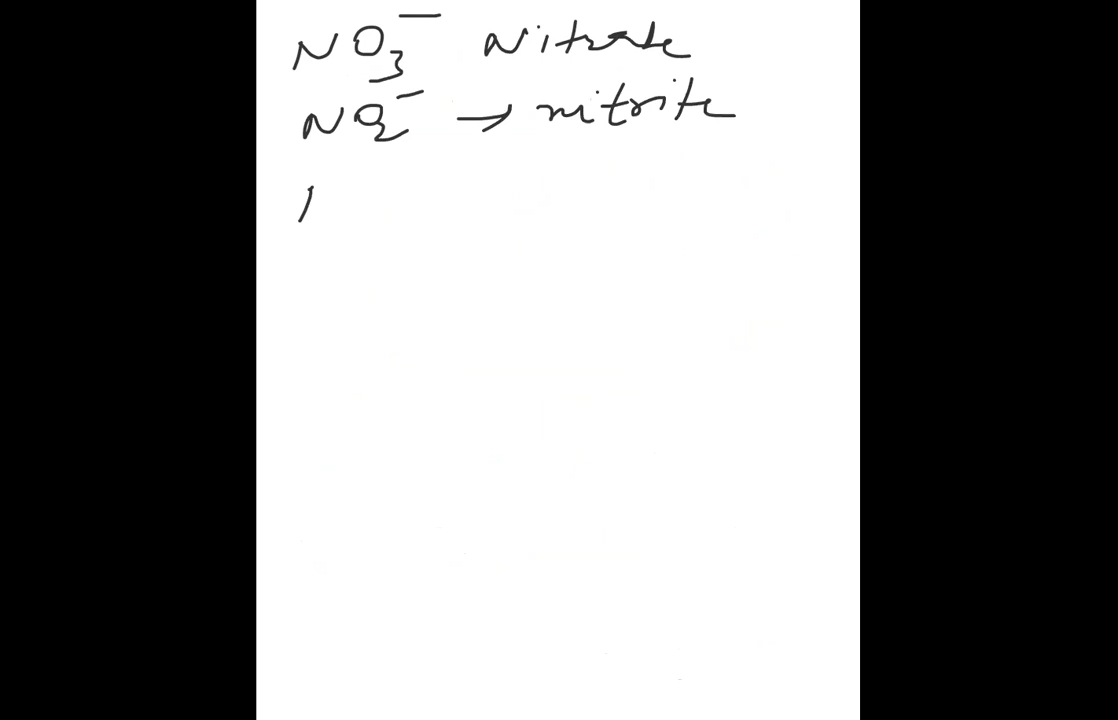 NO₃⁻ Nitrate
NO₂⁻ → nitrite